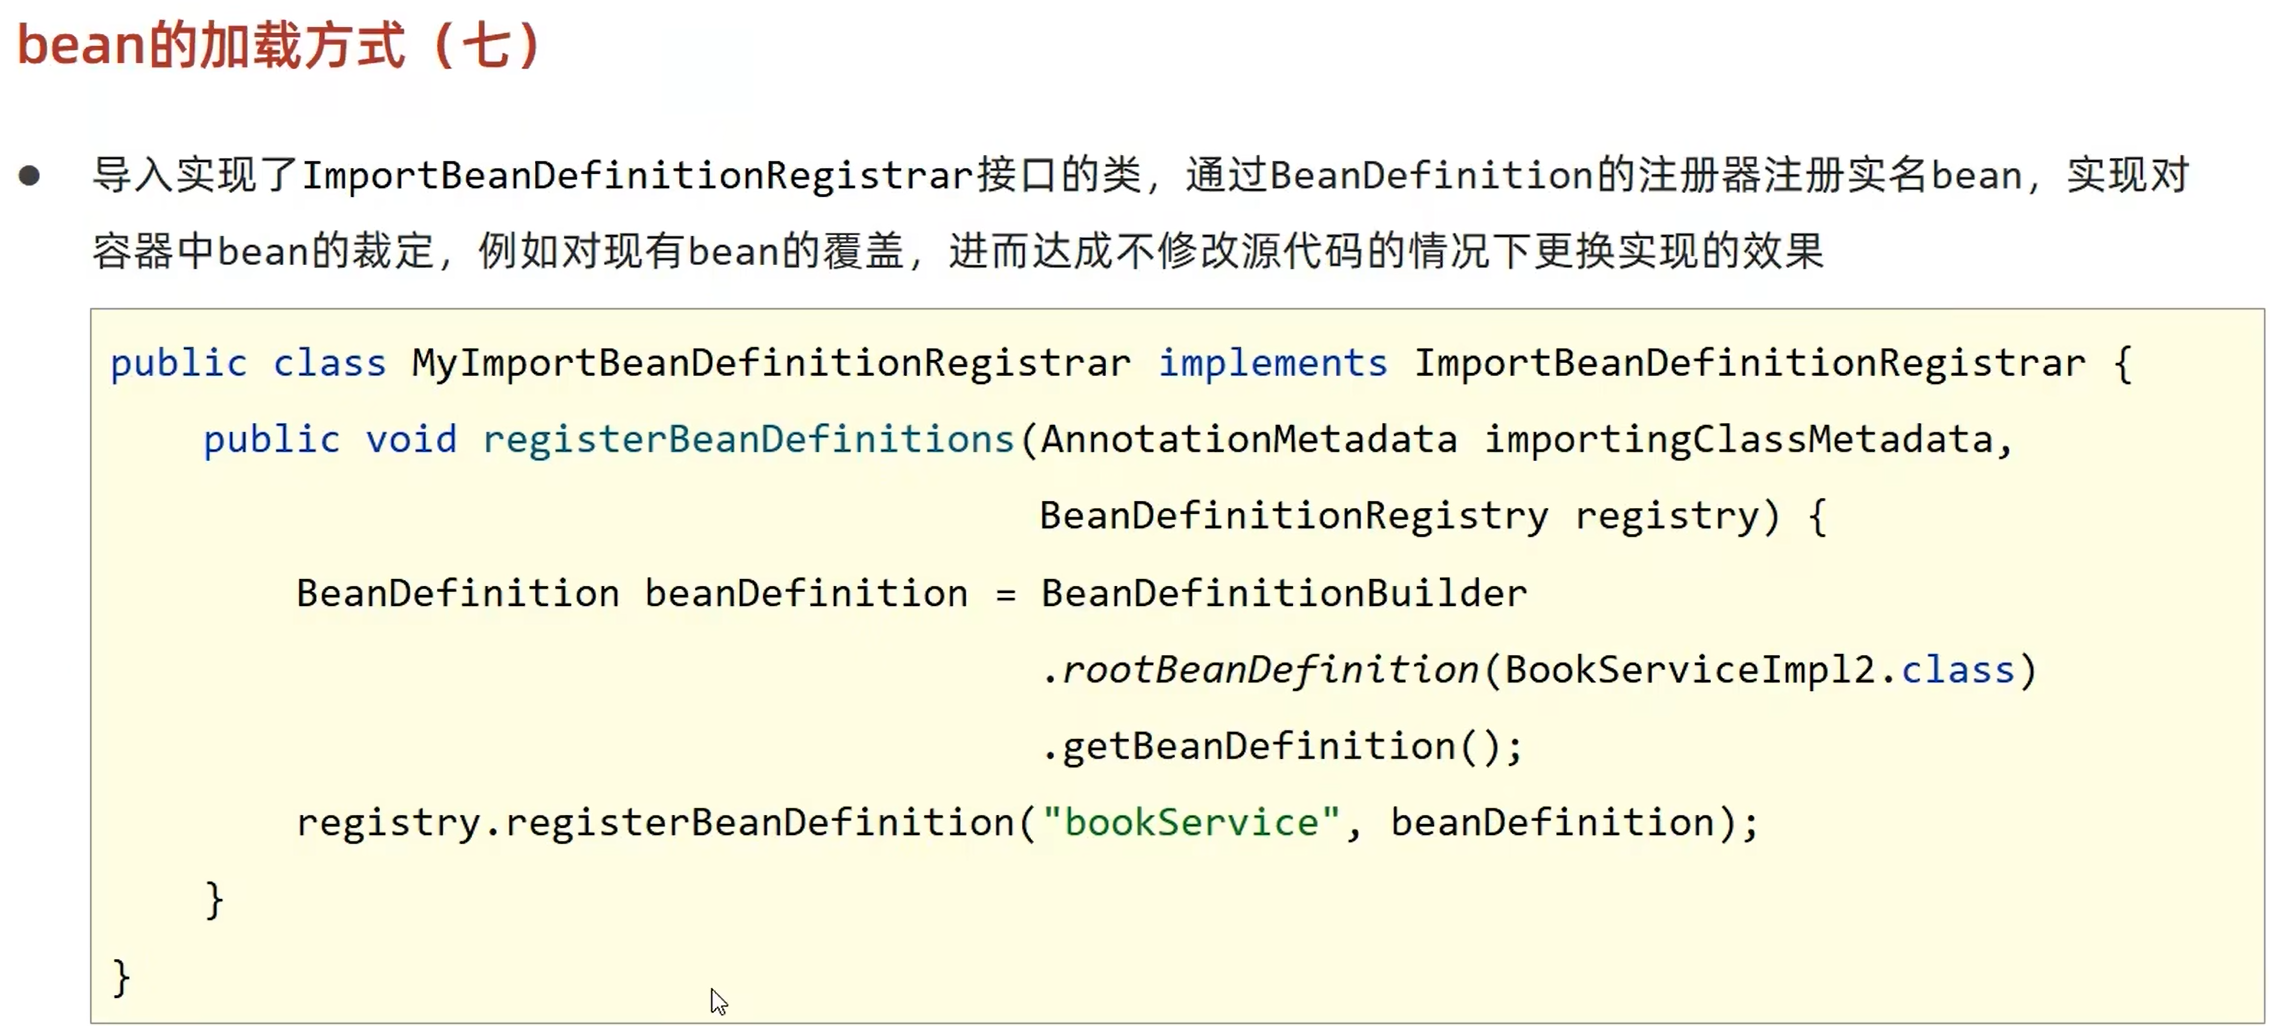 bean的加载方式（七）
● 导入实现了ImportBeanDefinitionRegistrar接口的类，通过BeanDefinition的注册器注册实名bean，实现对
容器中bean的裁定，例如对现有bean的覆盖，进而达成不修改源代码的情况下更换实现的效果
public class MyImportBeanDefinitionRegistrar implements ImportBeanDefinitionRegistrar {
    public void registerBeanDefinitions(AnnotationMetadata importingClassMetadata,
                                        BeanDefinitionRegistry registry) {
        BeanDefinition beanDefinition = BeanDefinitionBuilder
                                        .rootBeanDefinition(BookServiceImpl2.class)
                                        .getBeanDefinition();
        registry.registerBeanDefinition("bookService", beanDefinition);
    }
}